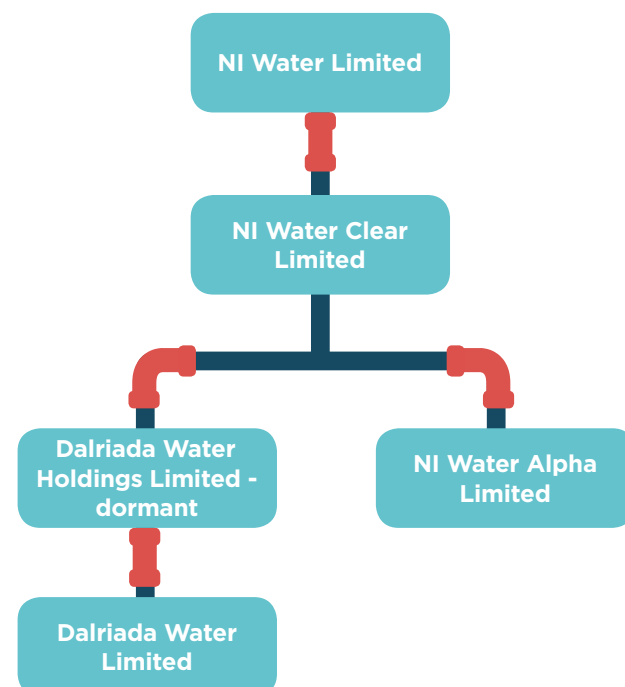 NI Water Limited
NI Water Clear
Limited
Dalriada Water
Holdings Limited -
dormant
NI Water Alpha
Limited
Dalriada Water
Limited